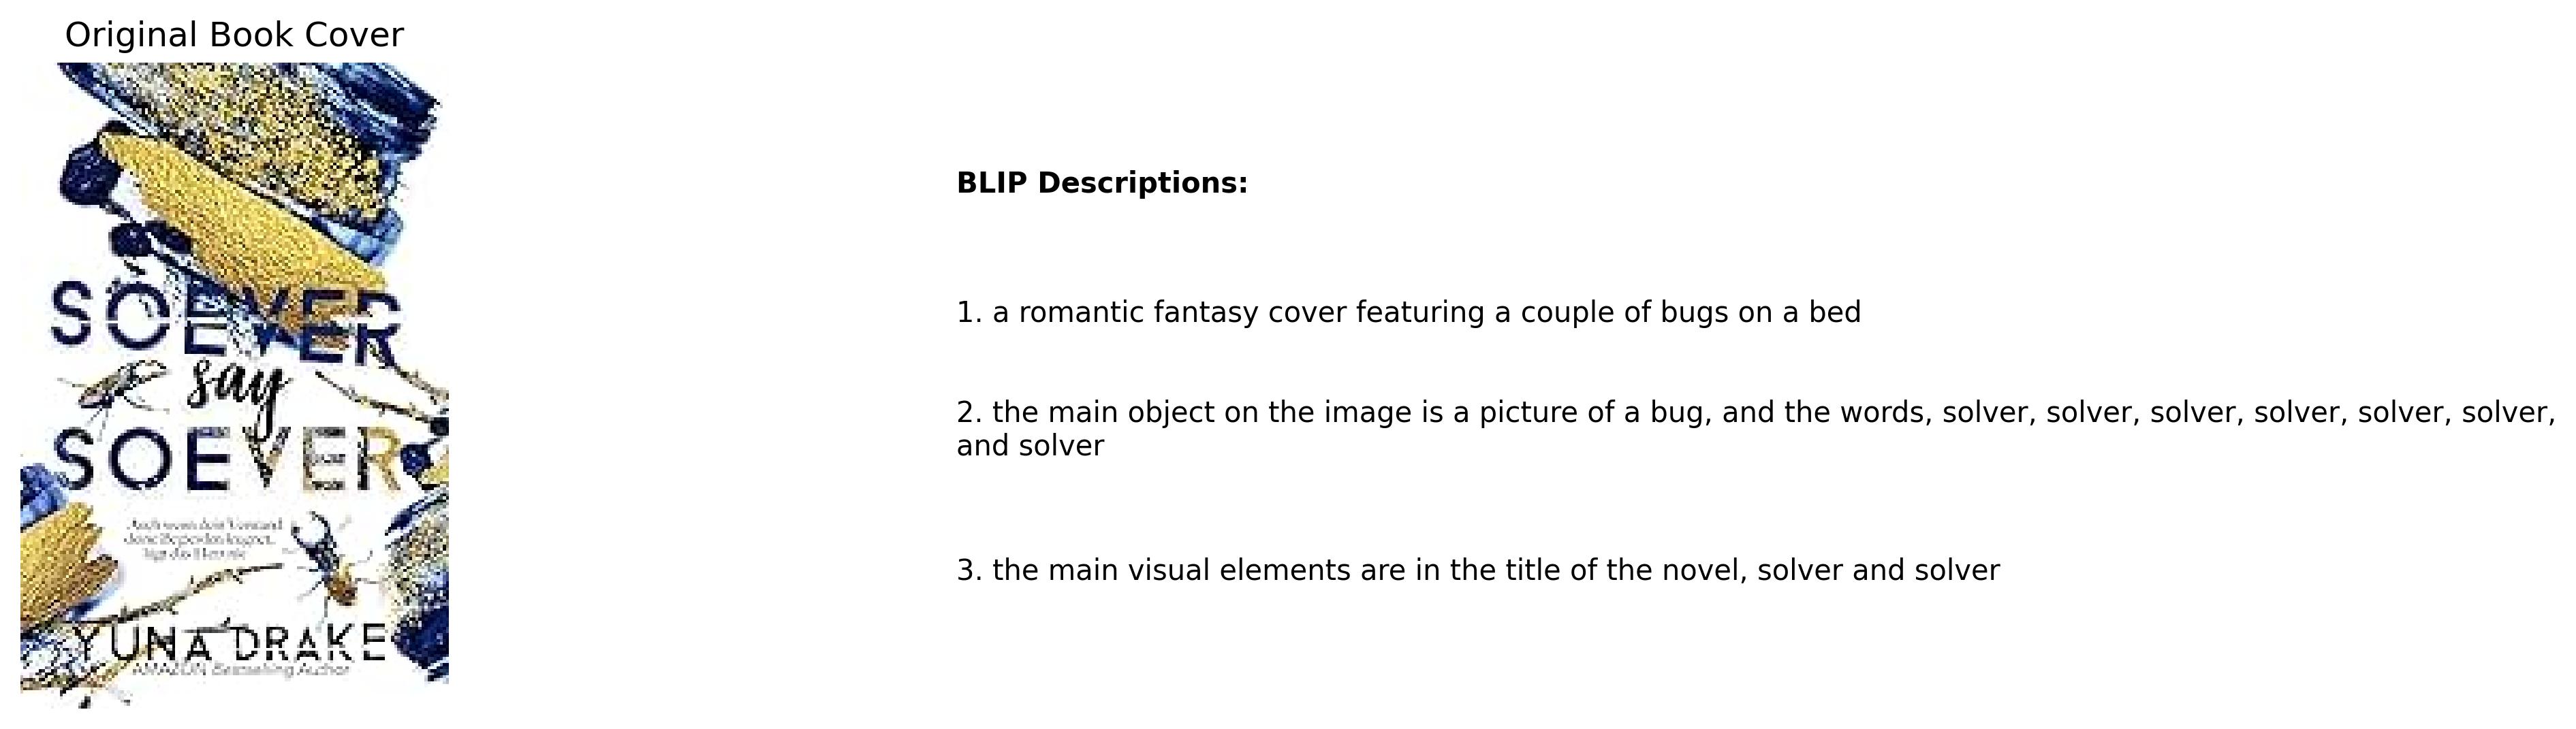 Original Book Cover
SOEVER
say
SOEVER
YUNA DRAKE
AMAZON Bestselling Author
BLIP Descriptions:
1. a romantic fantasy cover featuring a couple of bugs on a bed
2. the main object on the image is a picture of a bug, and the words, solver, solver, solver, solver, solver, solver,
and solver
3. the main visual elements are in the title of the novel, solver and solver